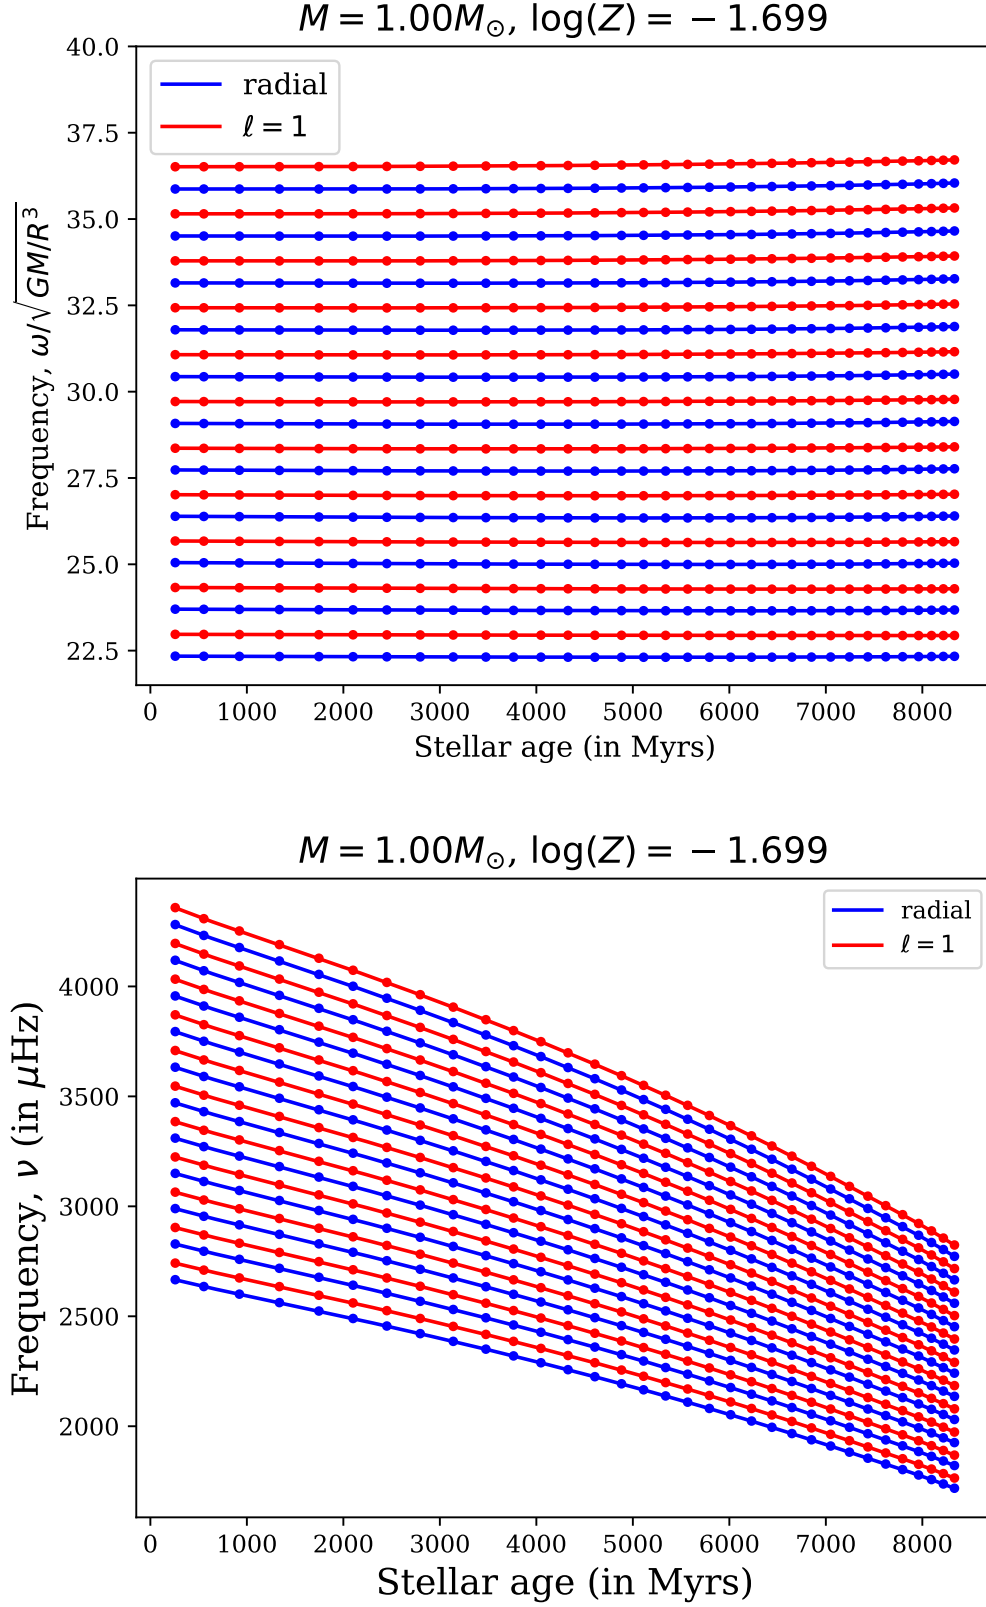 M = 1.00M⊙, log(Z) = − 1.699
Frequency, ω/√GM/R³
40.0
37.5
35.0
32.5
30.0
27.5
25.0
22.5
radial
ℓ = 1
0 1000 2000 3000 4000 5000 6000 7000 8000
Stellar age (in Myrs)
M = 1.00M⊙, log(Z) = − 1.699
Frequency, ν (in μHz)
4000
3500
3000
2500
2000
radial
ℓ = 1
0 1000 2000 3000 4000 5000 6000 7000 8000
Stellar age (in Myrs)